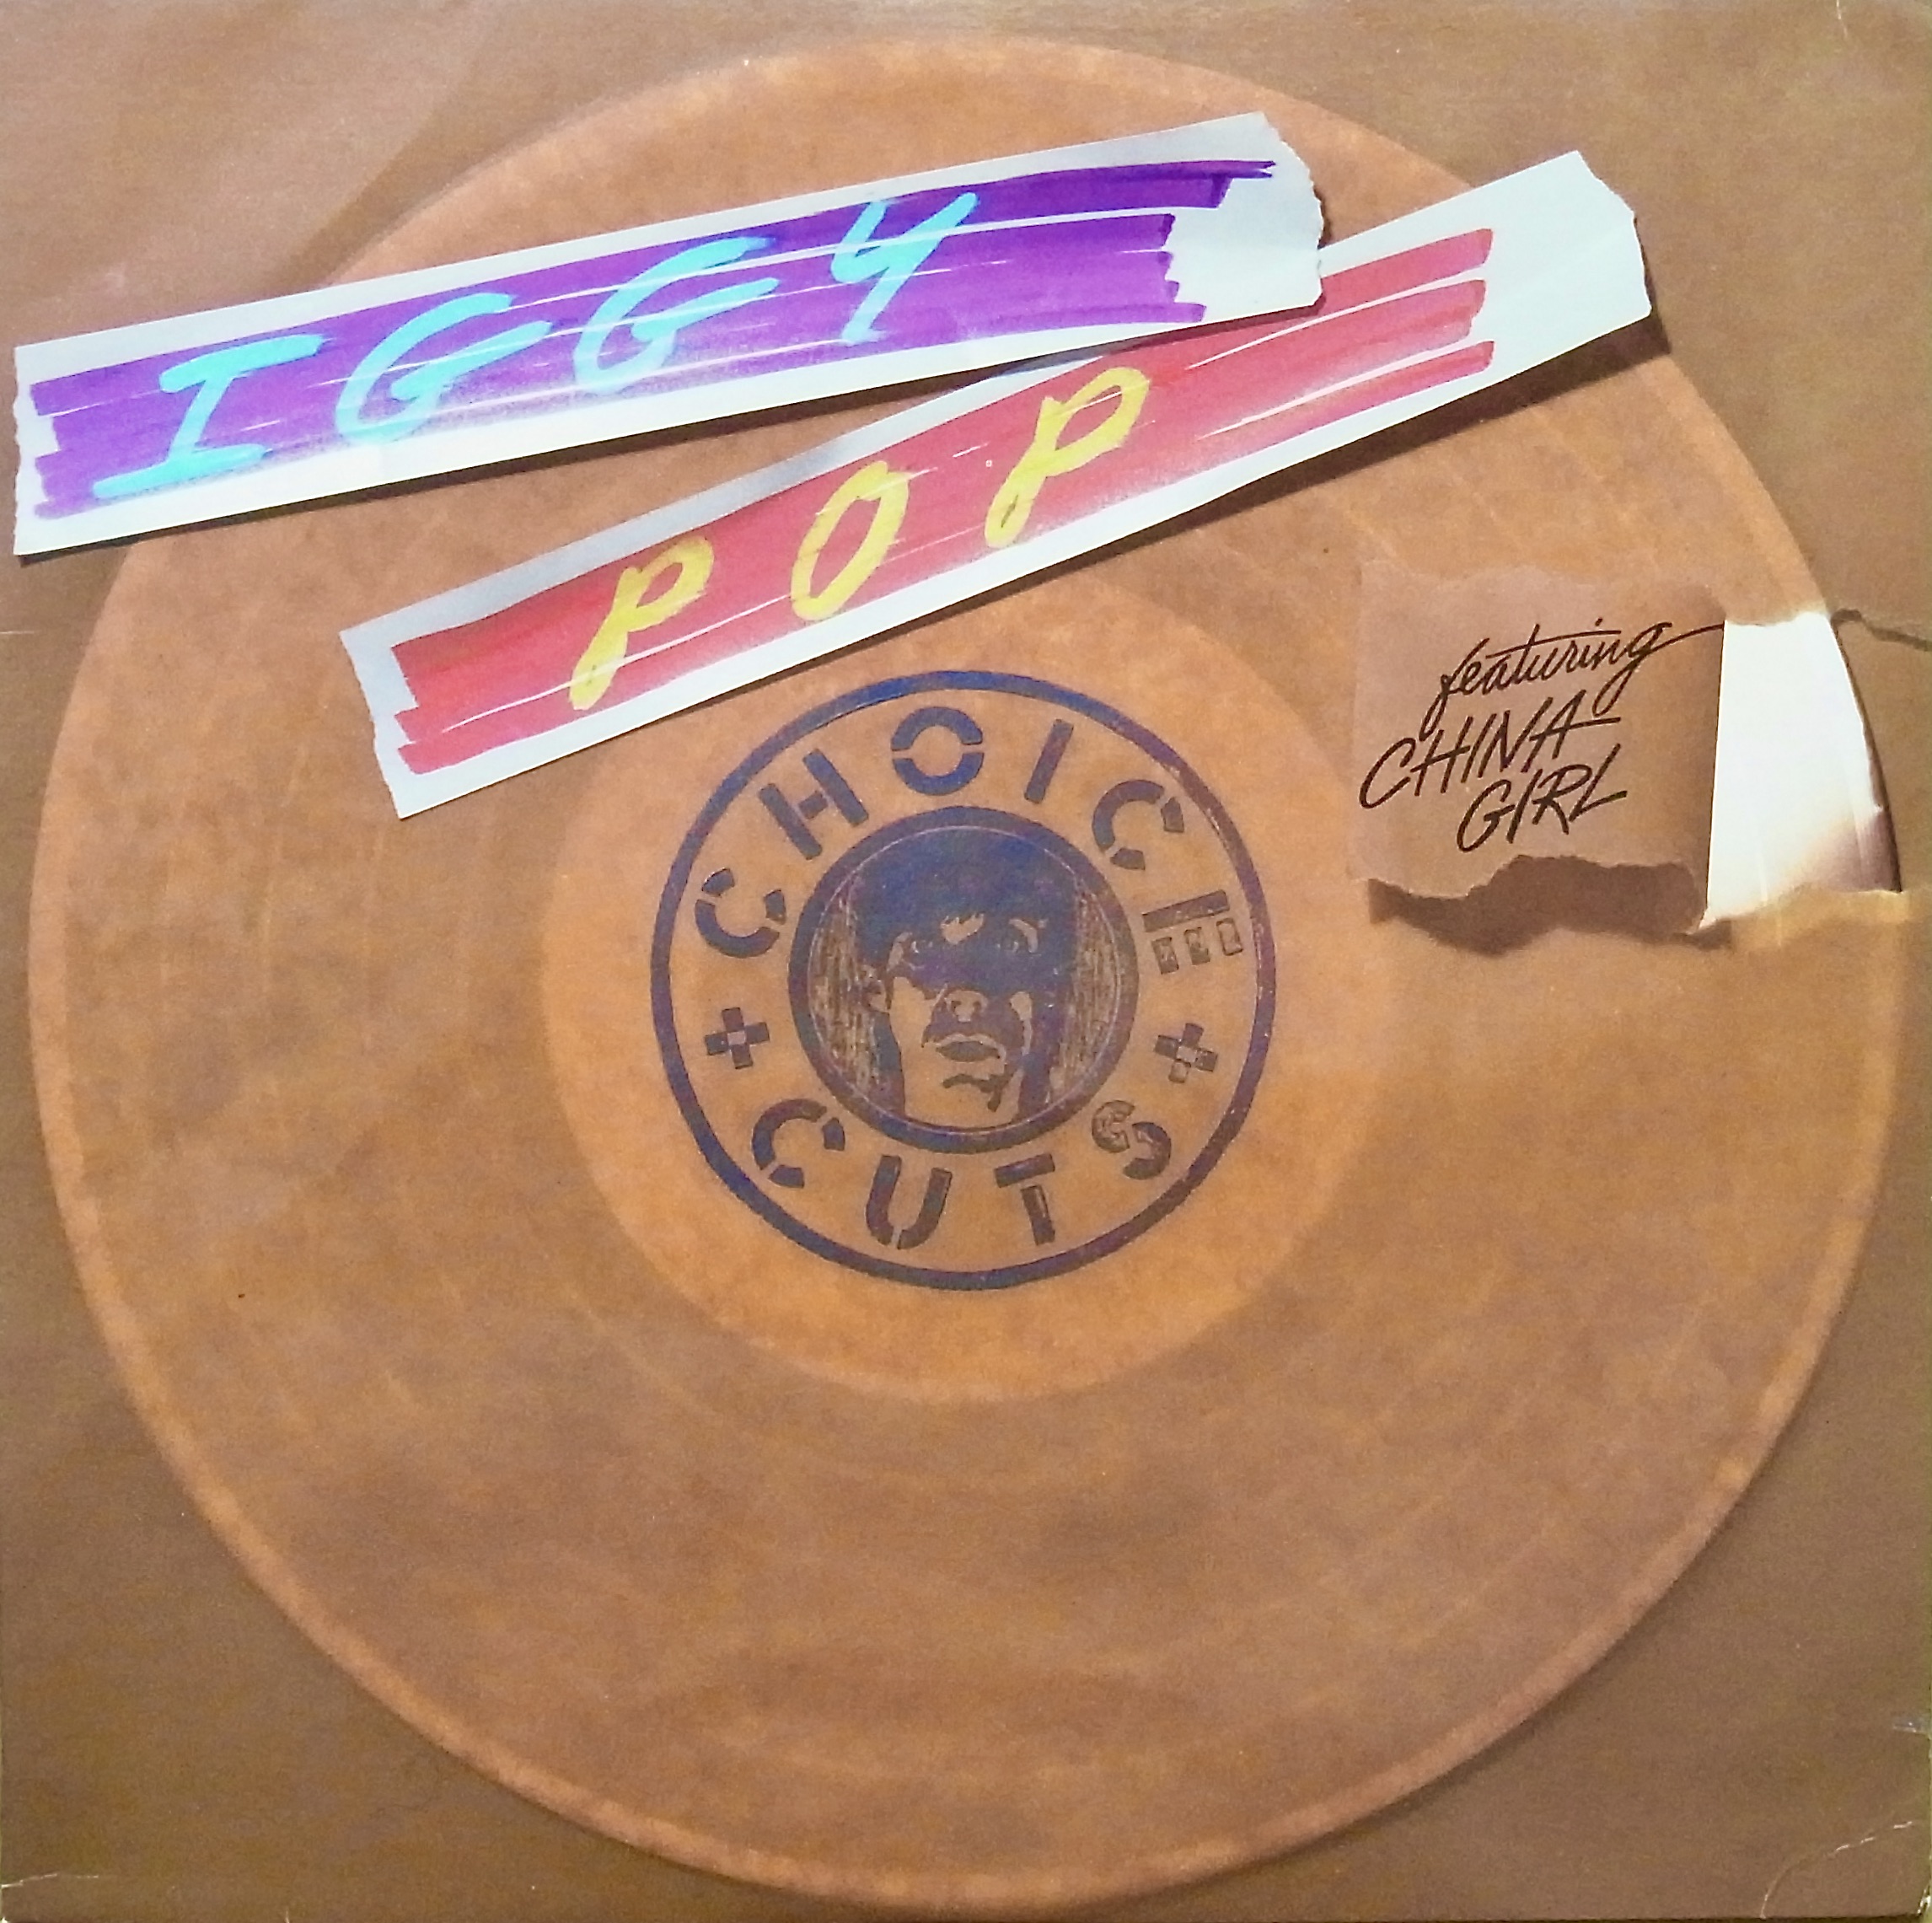 IGGY
POP
featuring
CHINA
GIRL
CHOICE
CUTS